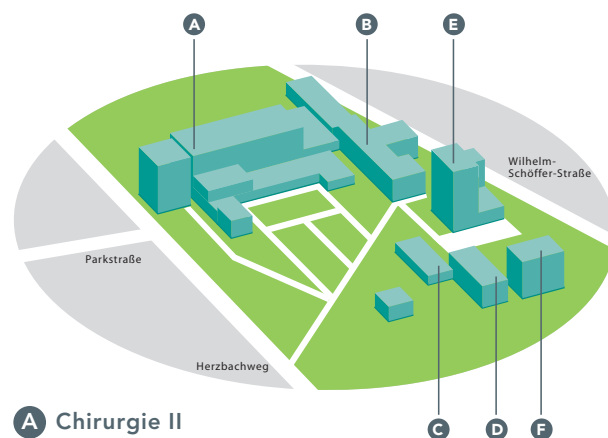 A
B
E
Wilhelm-
Schöffer-Straße
Parkstraße
Herzbachweg
A Chirurgie II
C
D
F